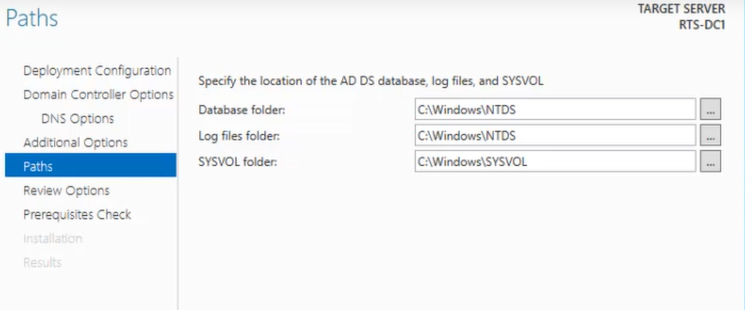 Paths
TARGET SERVER
RTS-DC1
Deployment Configuration
Domain Controller Options
DNS Options
Additional Options
Paths
Review Options
Prerequisites Check
Installation
Results
Specify the location of the AD DS database, log files, and SYSVOL
Database folder: C:\Windows\NTDS ...
Log files folder: C:\Windows\NTDS ...
SYSVOL folder: C:\Windows\SYSVOL ...